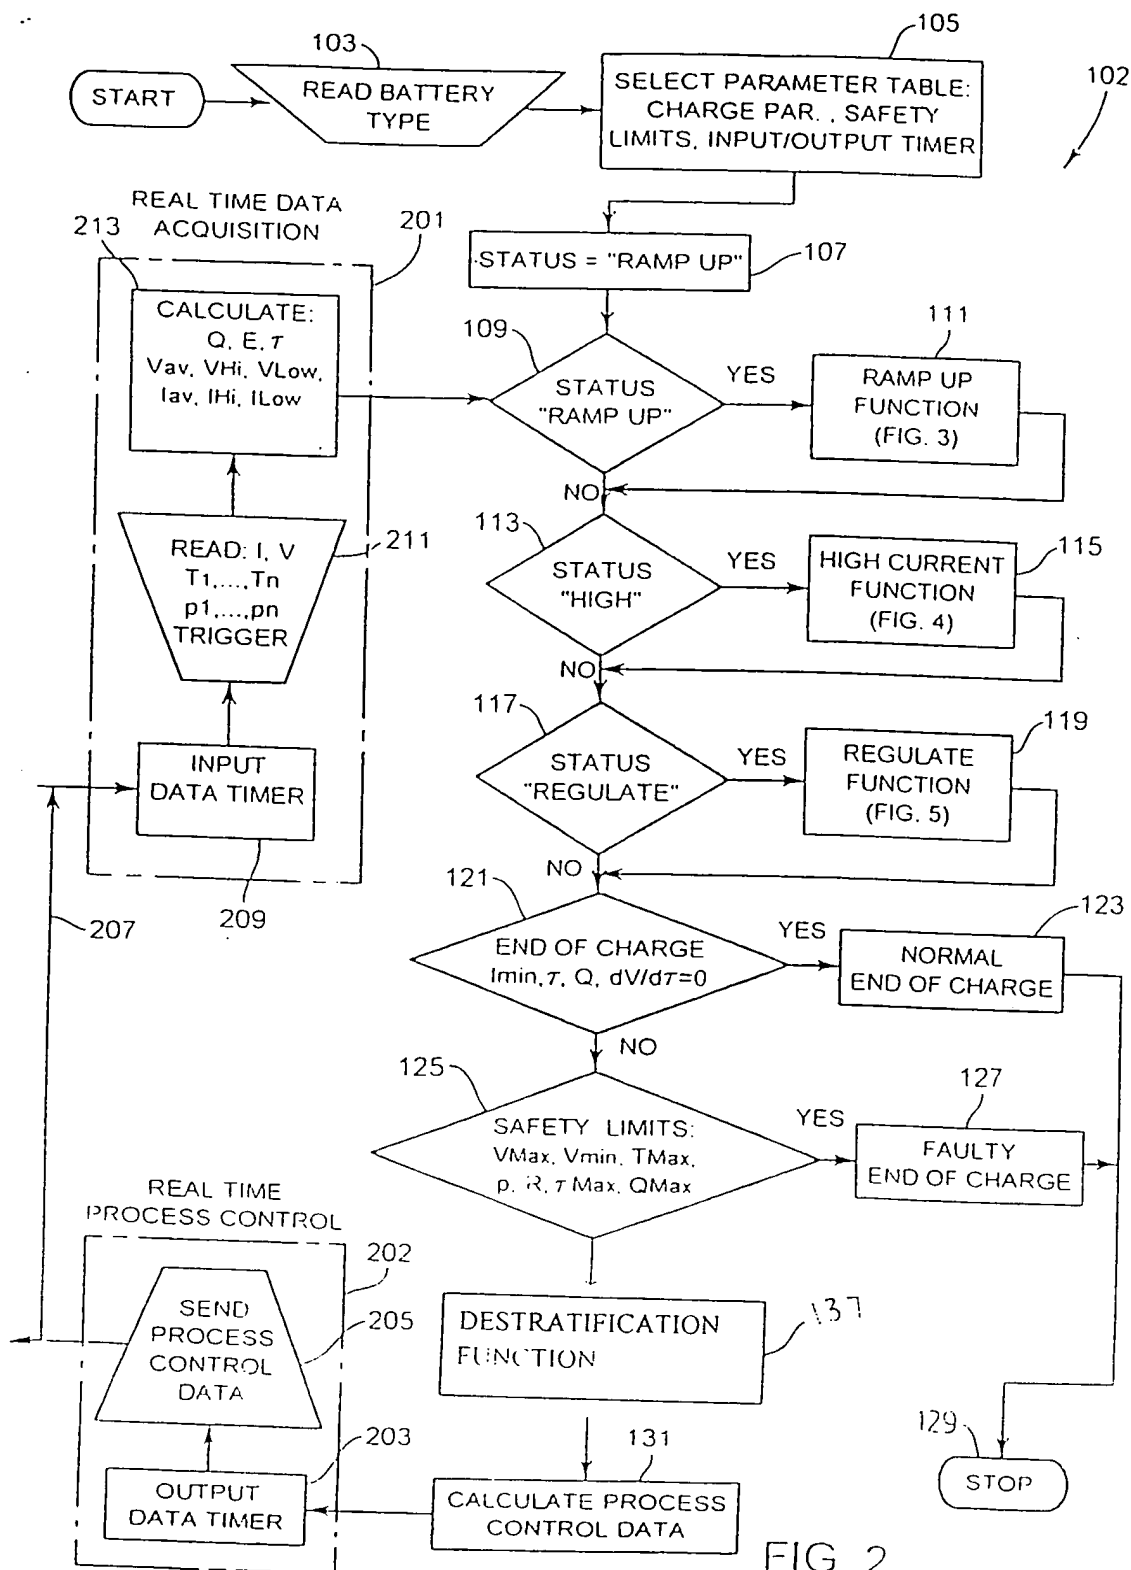 103
105
102
START
READ BATTERY
TYPE
SELECT PARAMETER TABLE:
CHARGE PAR. , SAFETY
LIMITS, INPUT/OUTPUT TIMER
REAL TIME DATA
ACQUISITION
213
201
STATUS = "RAMP UP"
107
CALCULATE:
Q, E, τ
Vav, VHi, VLow,
Iav, IHi, ILow
109
STATUS
"RAMP UP"
YES
111
RAMP UP
FUNCTION
(FIG. 3)
NO
READ: I, V
T1,...,Tn
p1,...,pn
TRIGGER
211
113
STATUS
"HIGH"
YES
115
HIGH CURRENT
FUNCTION
(FIG. 4)
NO
INPUT
DATA TIMER
117
STATUS
"REGULATE"
YES
119
REGULATE
FUNCTION
(FIG. 5)
NO
207
209
121
END OF CHARGE
Imin, τ, Q, dV/dτ=0
YES
123
NORMAL
END OF CHARGE
NO
125
SAFETY LIMITS:
VMax, Vmin, TMax,
p, R, τ Max, QMax
YES
127
FAULTY
END OF CHARGE
REAL TIME
PROCESS CONTROL
202
SEND
PROCESS
CONTROL
DATA
205
DESTRATIFICATION
FUNCTION
137
203
OUTPUT
DATA TIMER
131
CALCULATE PROCESS
CONTROL DATA
129
STOP
FIG. 2